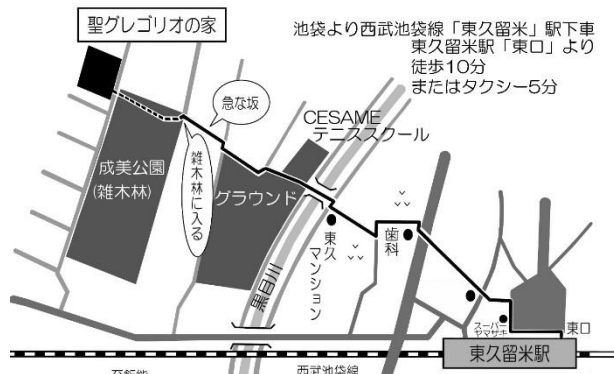 聖グレゴリオの家
池袋より西武池袋線「東久留米」駅下車
東久留米駅「東口」より
徒歩10分
またはタクシー5分
急な坂
CESAME
テニススクール
成美公園
(雑木林)
雑木林に入る
グラウンド
東久
マンション
歯科
黒目川
スーパー
ヤマザキ
東口
東久留米駅
至飯能
西武池袋線